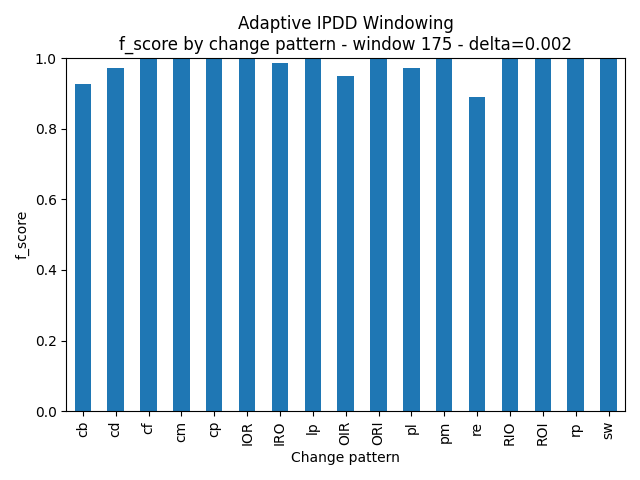 Adaptive IPDD Windowing
f_score by change pattern - window 175 - delta=0.002
1.0
0.8
0.6
0.4
0.2
0.0
f_score
cb
cd
cf
cm
cp
IOR
IRO
lp
OIR
ORI
pl
pm
re
RIO
ROI
rp
sw
Change pattern